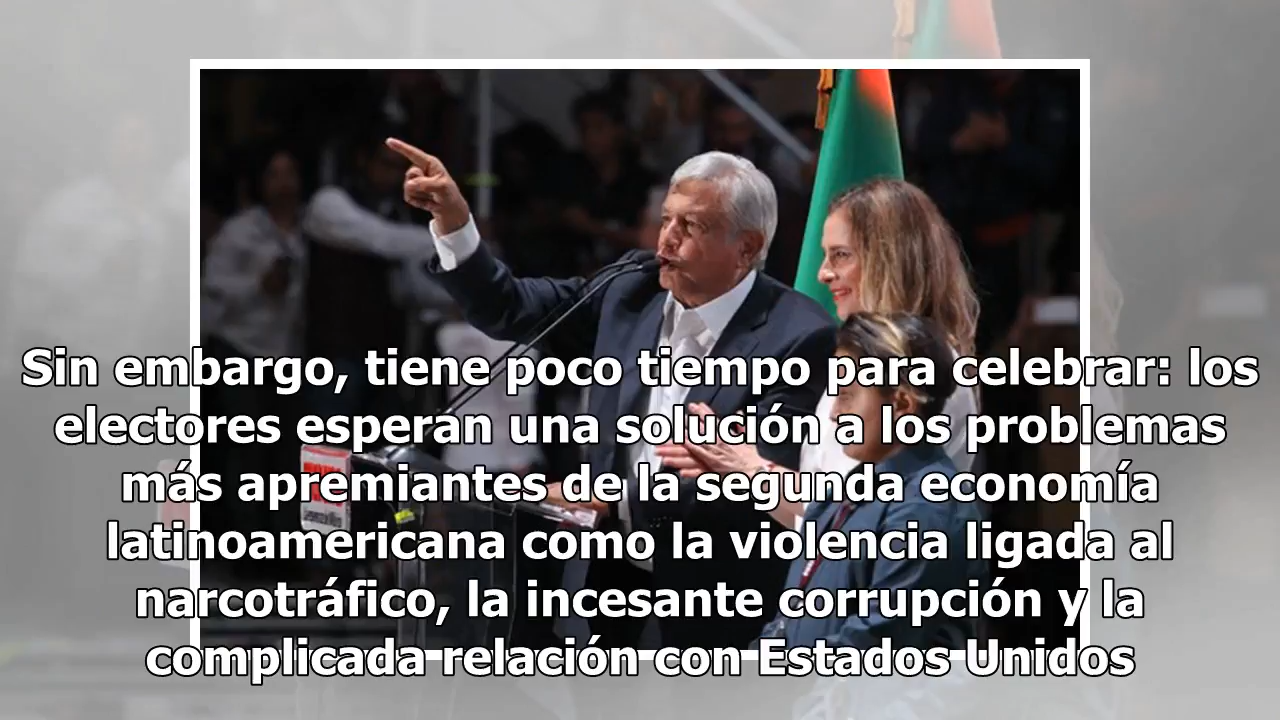 Sin embargo, tiene poco tiempo para celebrar: los
electores esperan una solución a los problemas
más apremiantes de la segunda economía
latinoamericana como la violencia ligada al
narcotráfico, la incesante corrupción y la
complicada relación con Estados Unidos